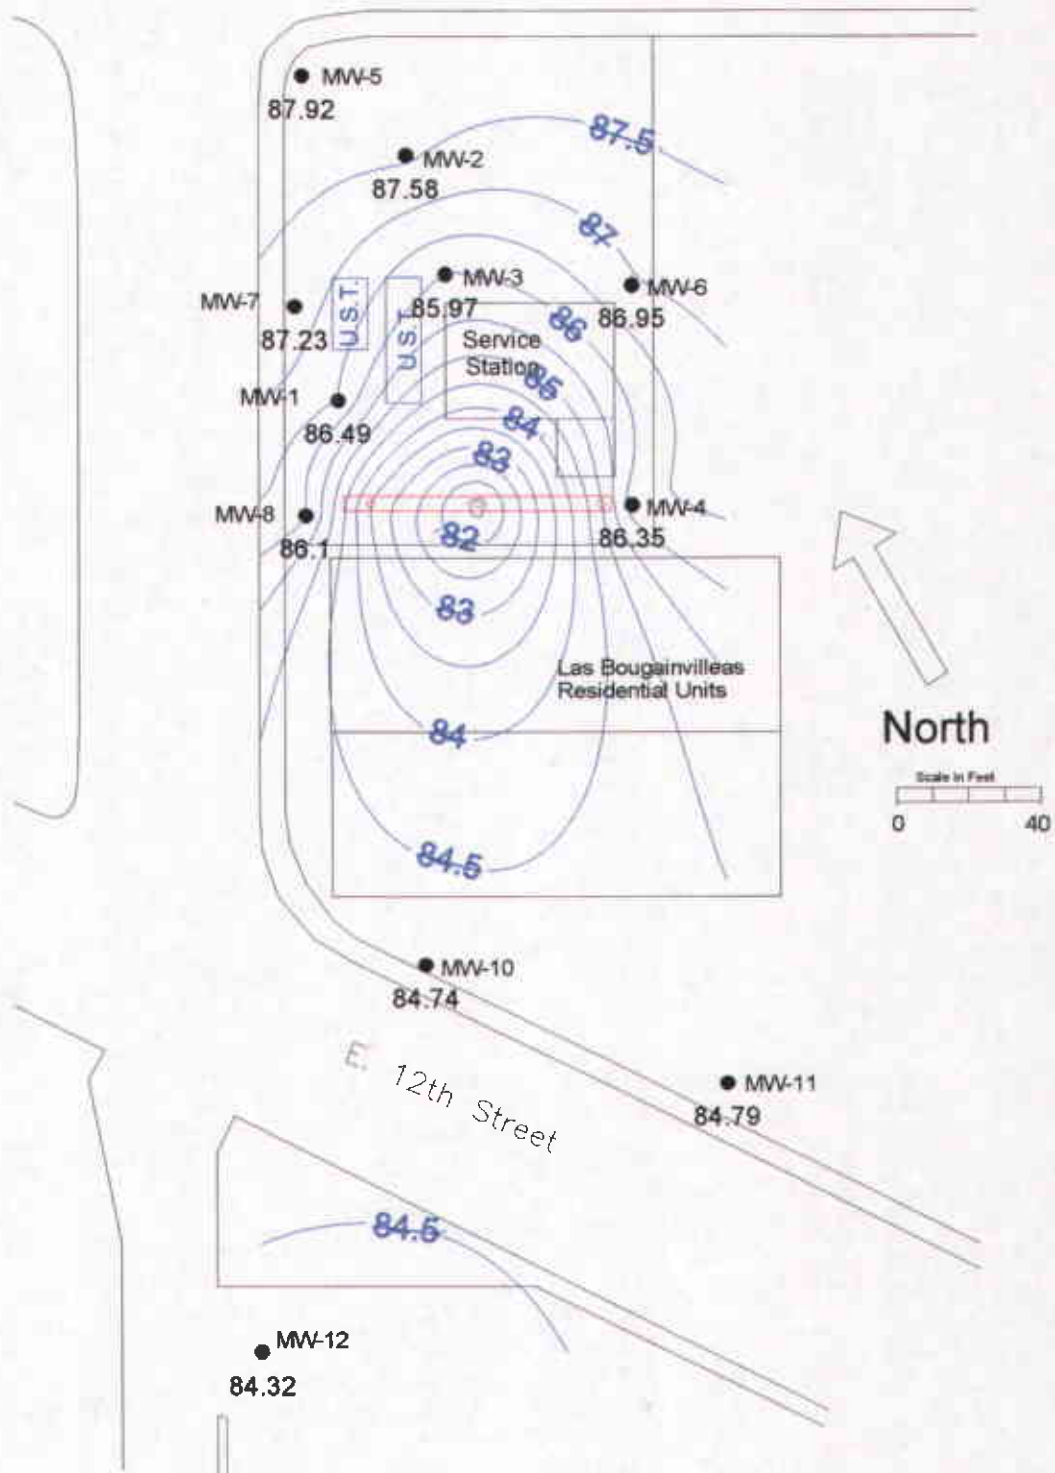 MW-5
87.92
87.5
MW-2
87.58
87
MW-3
85.97
MW-6
86.95
MW-7
87.23
U.S.T.
U.S.T.
86
Service
Station
85
MW-1
86.49
84
83
MW-8
86.1
82
MW-4
86.35
83
Las Bougainvilleas
Residential Units
84
North
Scale in Feet
0 40
84.5
MW-10
84.74
E. 12th Street
MW-11
84.79
84.5
MW-12
84.32